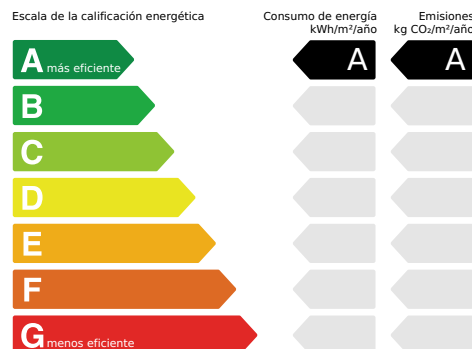 Escala de la calificación energética
Consumo de energía
kWh/m²/año
Emisiones
kg CO₂/m²/año
A más eficiente
A
A
B
C
D
E
F
G menos eficiente